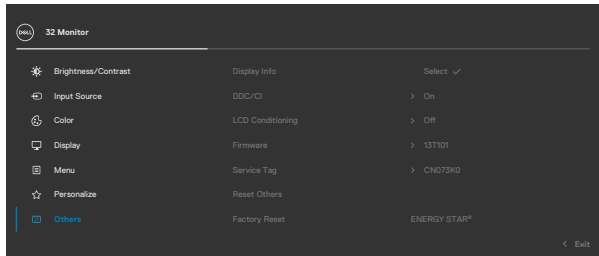 DELL
32 Monitor
Brightness/Contrast Display Info Select ✓
Input Source DDC/CI > On
Color LCD Conditioning > Off
Display Firmware > 13T101
Menu Service Tag > CN073K0
Personalize Reset Others
Others Factory Reset ENERGY STAR®
< Exit